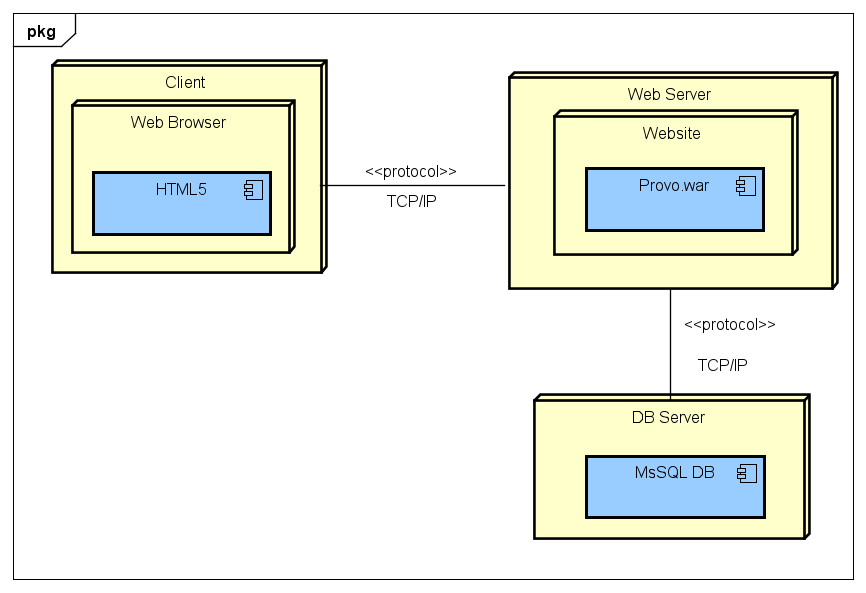 pkg
Client
Web Browser
HTML5
<<protocol>>
TCP/IP
Web Server
Website
Provo.war
<<protocol>>
TCP/IP
DB Server
MsSQL DB